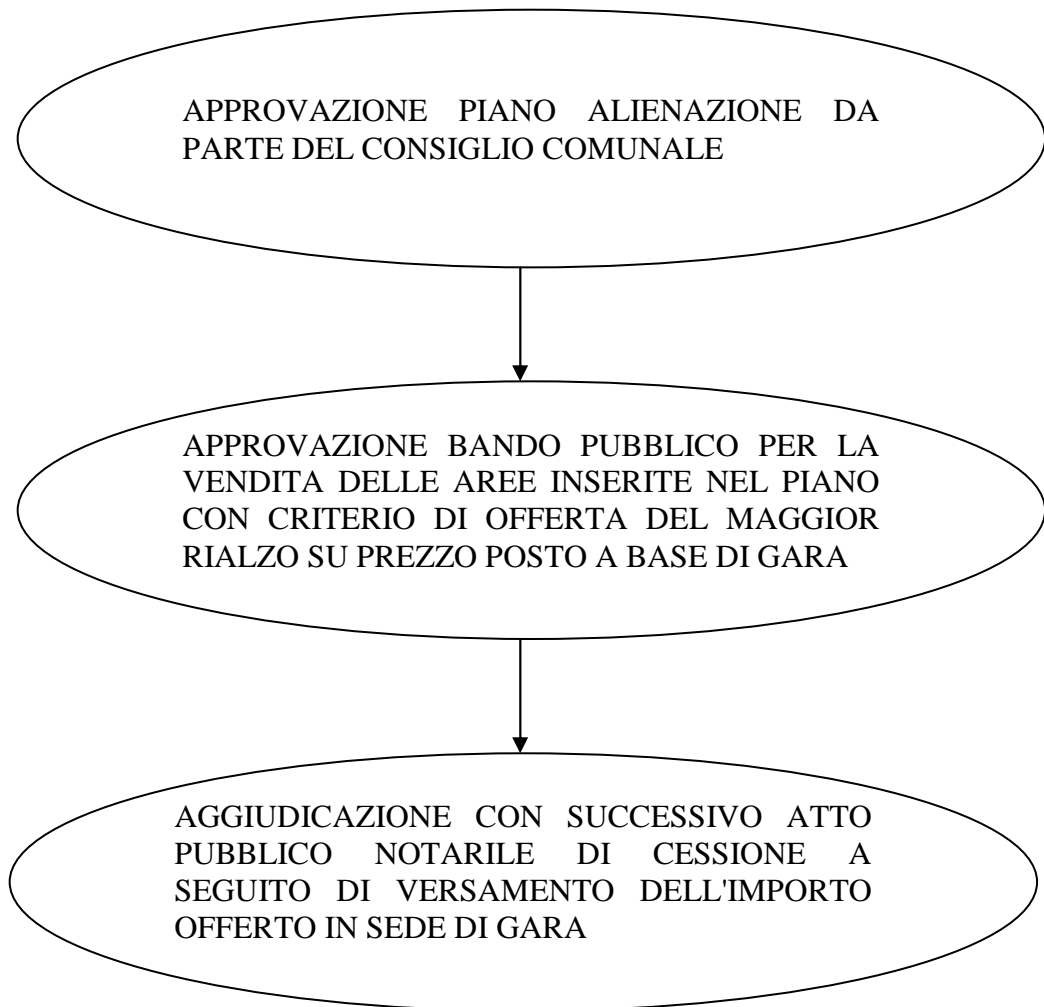 APPROVAZIONE PIANO ALIENAZIONE DA
PARTE DEL CONSIGLIO COMUNALE
APPROVAZIONE BANDO PUBBLICO PER LA
VENDITA DELLE AREE INSERITE NEL PIANO
CON CRITERIO DI OFFERTA DEL MAGGIOR
RIALZO SU PREZZO POSTO A BASE DI GARA
AGGIUDICAZIONE CON SUCCESSIVO ATTO
PUBBLICO NOTARILE DI CESSIONE A
SEGUITO DI VERSAMENTO DELL'IMPORTO
OFFERTO IN SEDE DI GARA